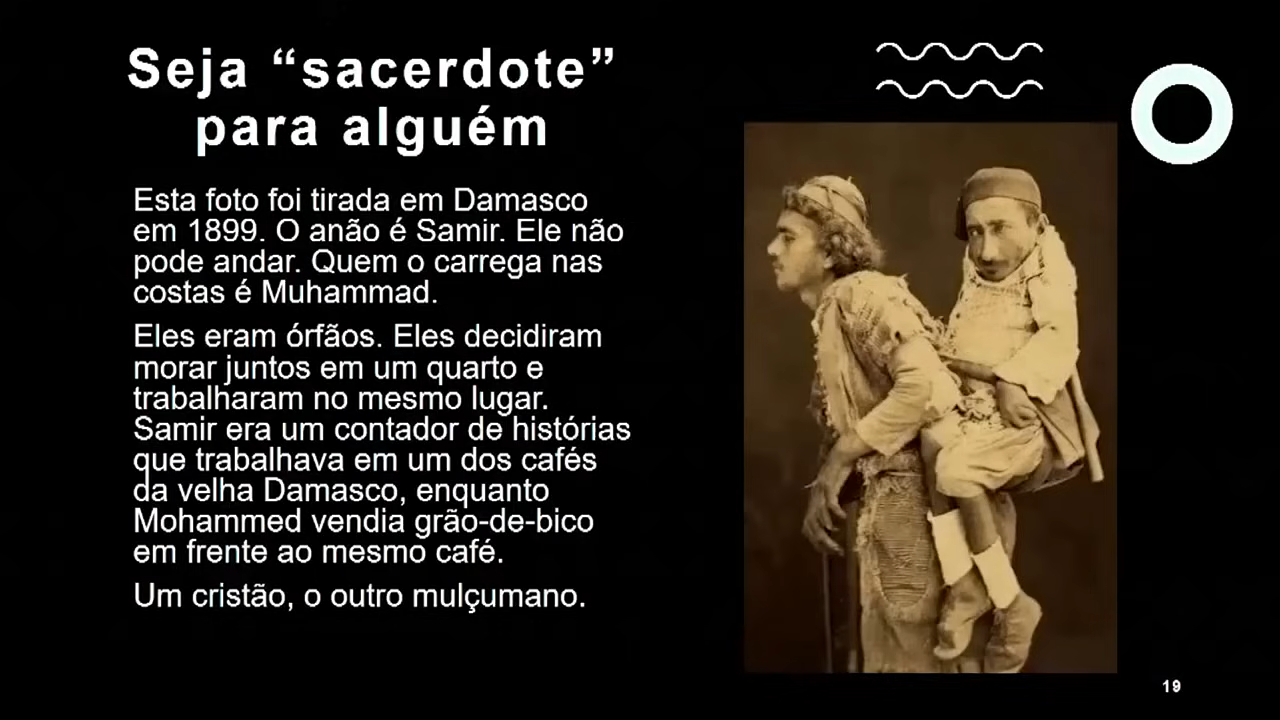 Seja “sacerdote”
para alguém
Esta foto foi tirada em Damasco
em 1899. O anão é Samir. Ele não
pode andar. Quem o carrega nas
costas é Muhammad.
Eles eram órfãos. Eles decidiram
morar juntos em um quarto e
trabalharam no mesmo lugar.
Samir era um contador de histórias
que trabalhava em um dos cafés
da velha Damasco, enquanto
Mohammed vendia grão-de-bico
em frente ao mesmo café.
Um cristão, o outro mulçumano.
19